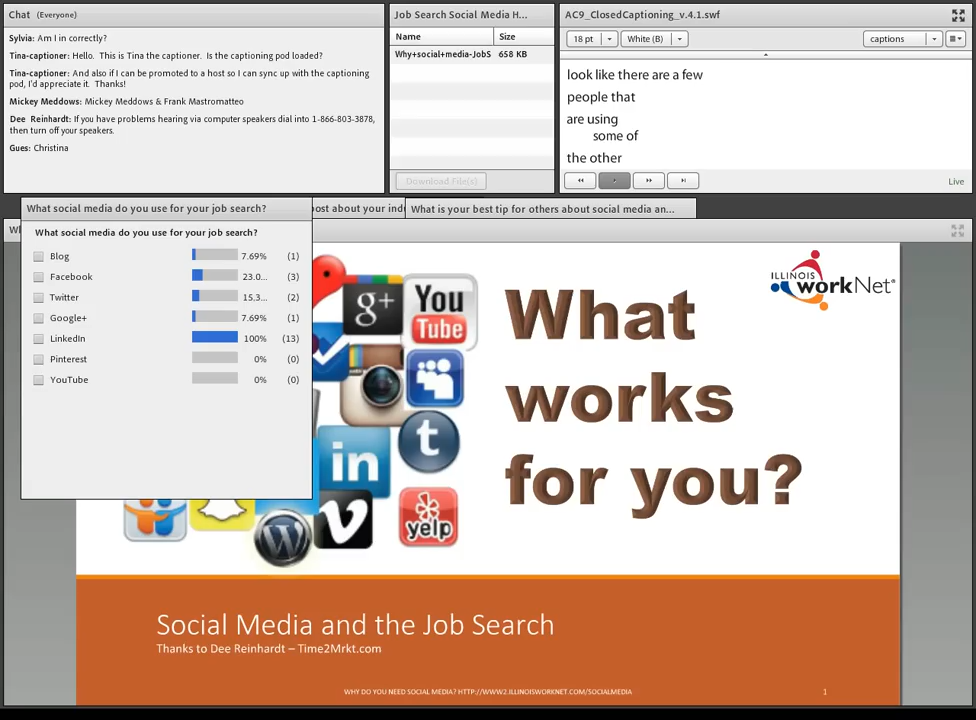 Chat (Everyone)
Sylvia: Am I in correctly?
Tina-captioner: Hello. This is Tina the captioner. Is the captioning pod loaded?
Tina-captioner: And also if I can be promoted to a host so I can sync up with the captioning
pod, I'd appreciate it. Thanks!
Mickey Meddows: Mickey Meddows & Frank Mastromatteo
Dee Reinhardt: If you have problems hearing via computer speakers dial into 1-866-803-3878,
then turn off your speakers.
Gues: Christina
Job Search Social Media H...
Name Size
Why+social+media-JobS 658 KB
Download File(s)
AC9_ClosedCaptioning_v.4.1.swf
18 pt White (B) captions
look like there are a few
people that
are using
some of
the other
Live
What social media do you use for your job search?
post about your ind
What is your best tip for others about social media an...
What social media do you use for your job search?
Blog 7.69% (1)
Facebook 23.0... (3)
Twitter 15.3... (2)
Google+ 7.69% (1)
LinkedIn 100% (13)
Pinterest 0% (0)
YouTube 0% (0)
g+
You
Tube
t
in
V
W
yelp
ILLINOIS
workNet®
What
works
for you?
Social Media and the Job Search
Thanks to Dee Reinhardt – Time2Mrkt.com
WHY DO YOU NEED SOCIAL MEDIA? HTTP://WWW2.ILLINOISWORKNET.COM/SOCIALMEDIA
1